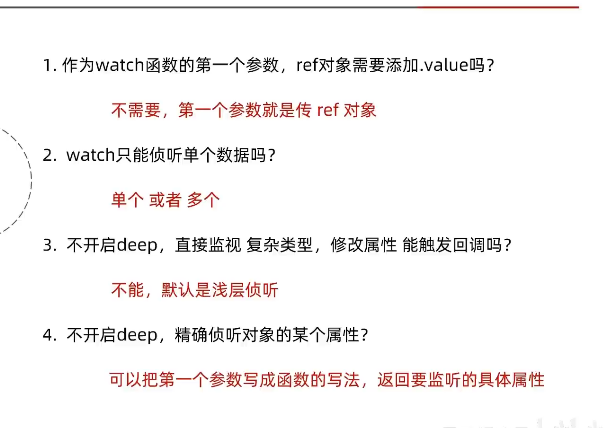 1. 作为watch函数的第一个参数，ref对象需要添加.value吗？
不需要，第一个参数就是传 ref 对象
2. watch只能侦听单个数据吗？
单个 或者 多个
3. 不开启deep，直接监视 复杂类型，修改属性 能触发回调吗？
不能，默认是浅层侦听
4. 不开启deep，精确侦听对象的某个属性？
可以把第一个参数写成函数的写法，返回要监听的具体属性